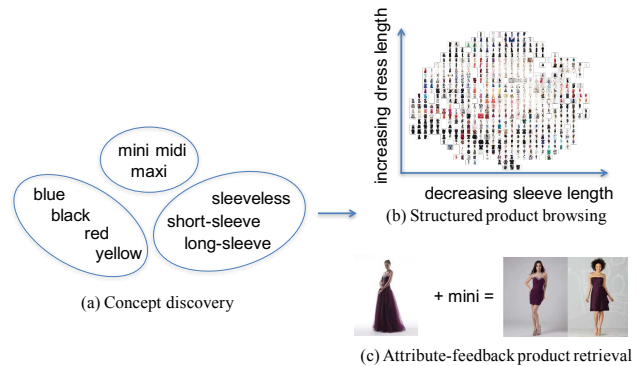 mini midi
maxi
blue
black
red
yellow
sleeveless
short-sleeve
long-sleeve
(a) Concept discovery
increasing dress length
decreasing sleeve length
(b) Structured product browsing
+ mini =
(c) Attribute-feedback product retrieval